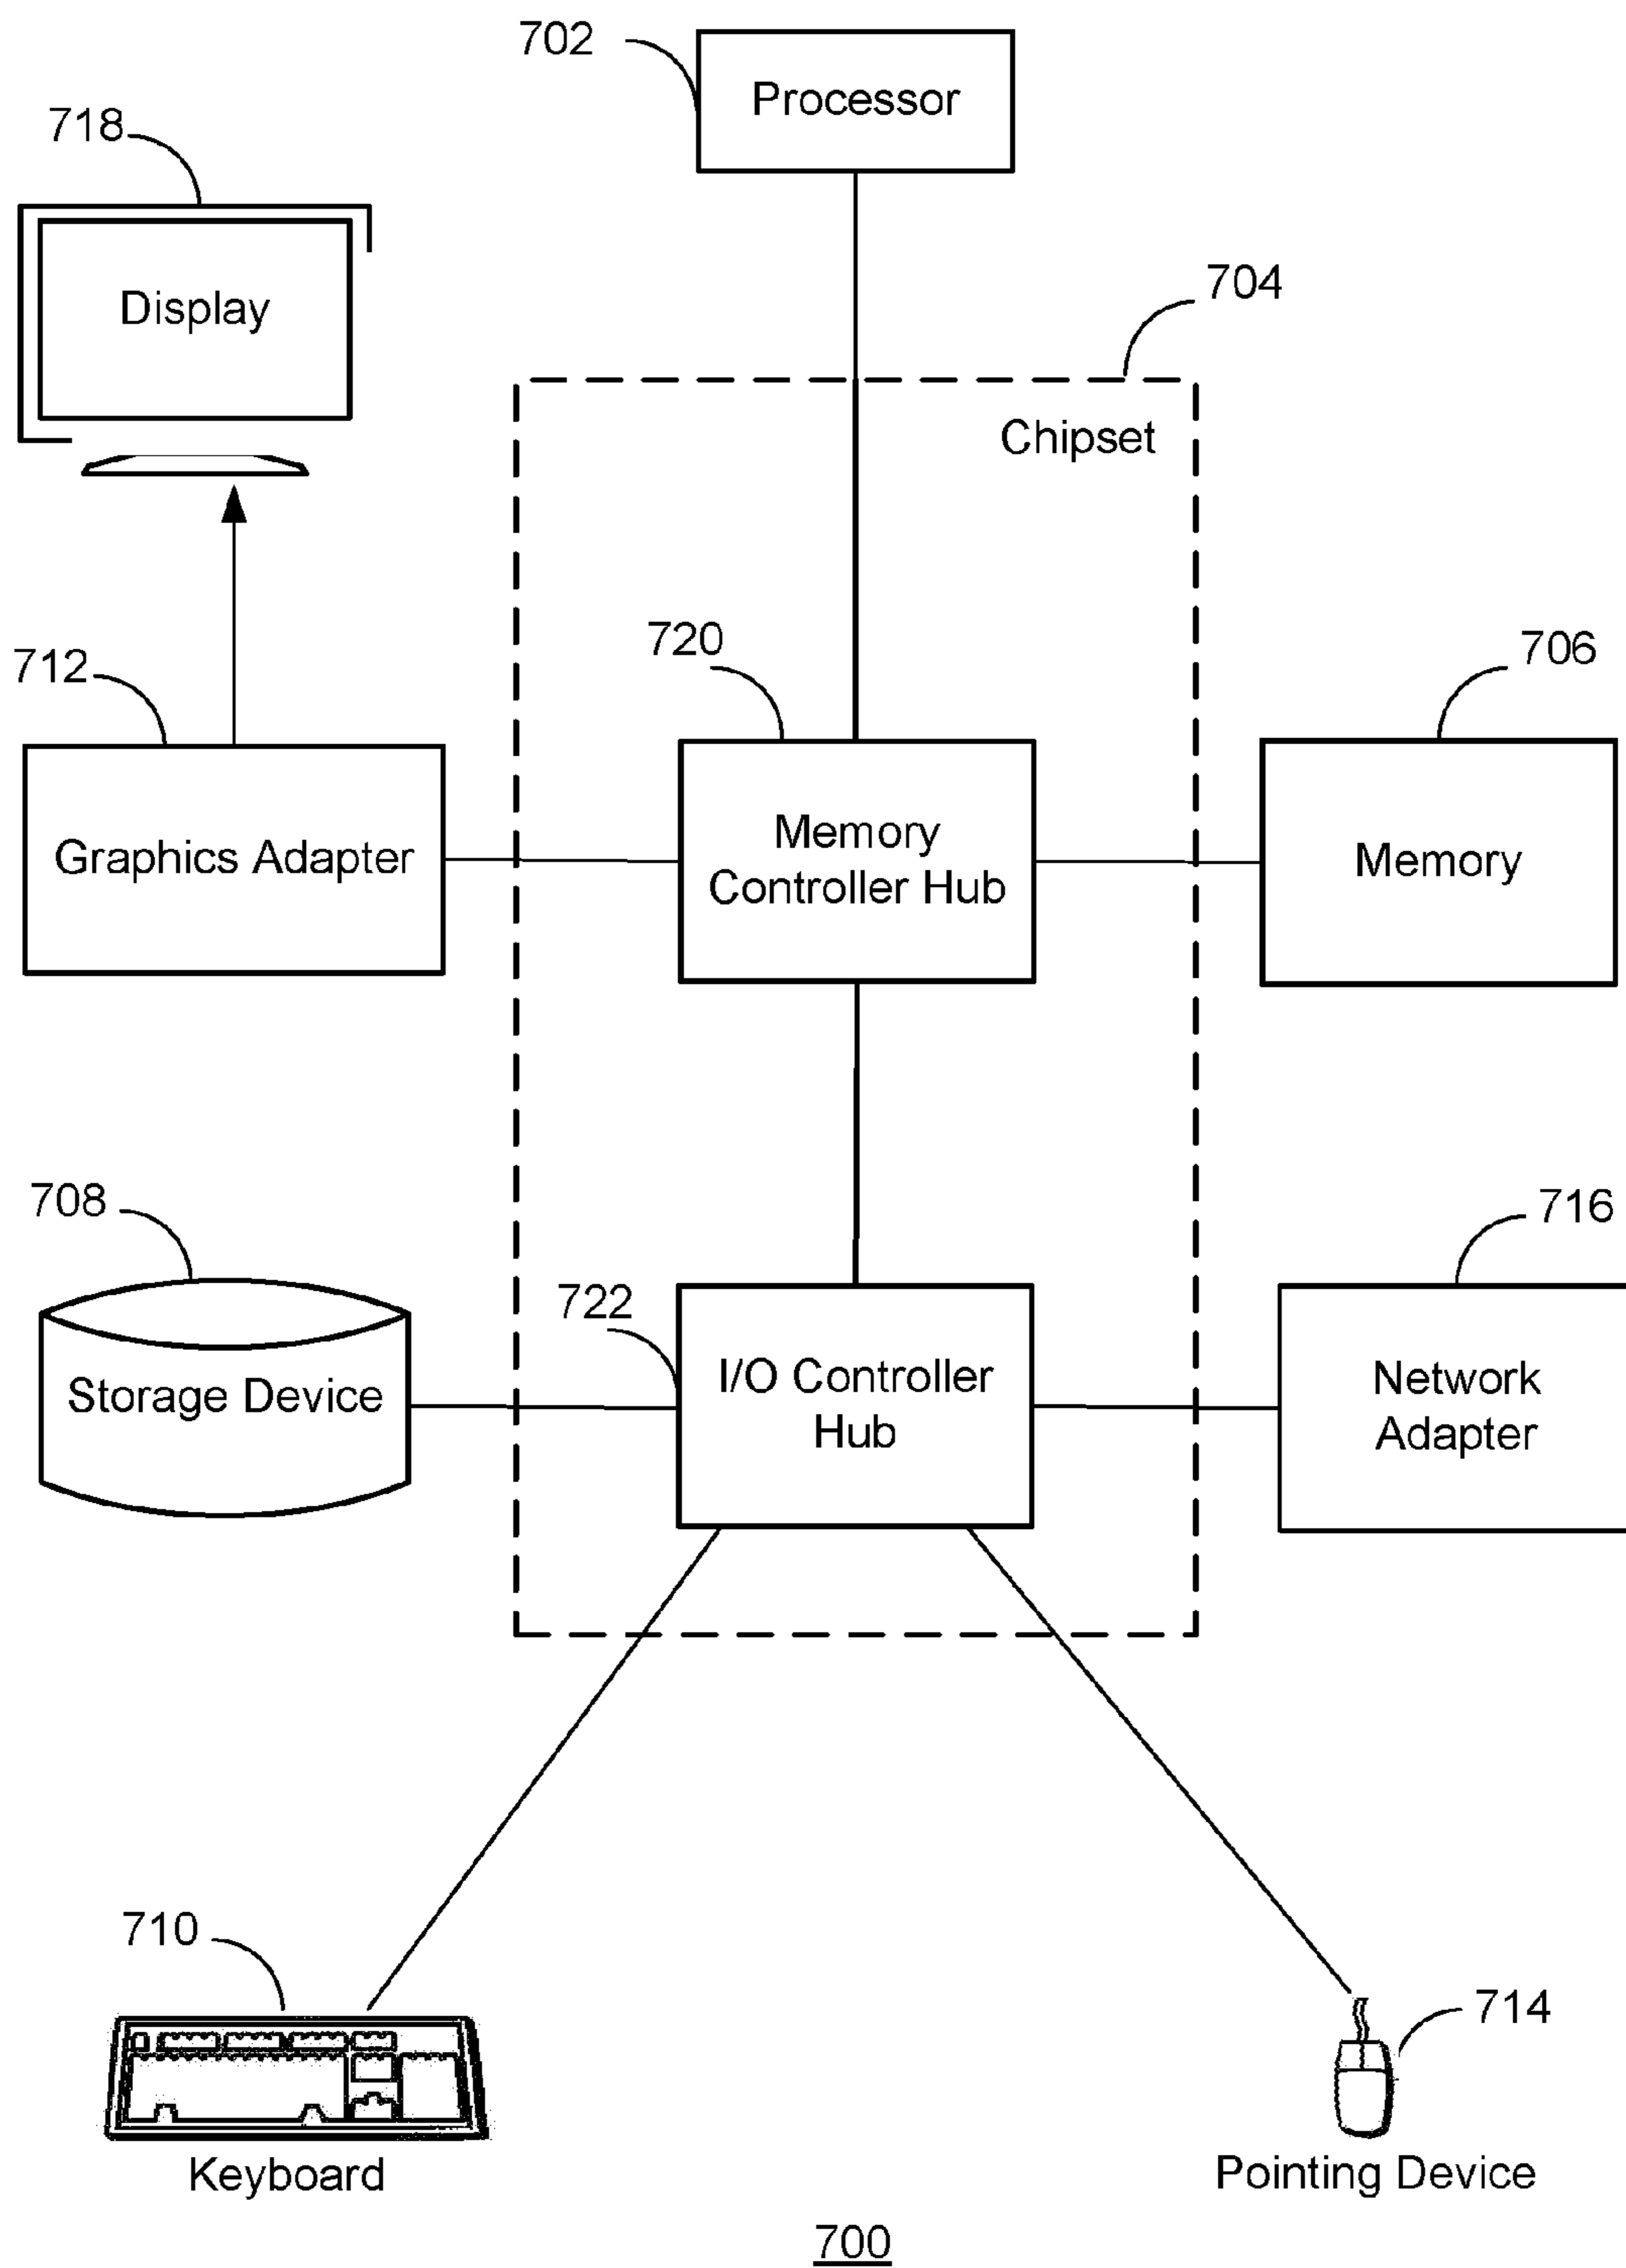 702
Processor
718
Display
704
Chipset
720
712
706
Graphics Adapter
Memory
Controller Hub
Memory
708
716
722
Storage Device
I/O Controller
Hub
Network
Adapter
710
714
Keyboard
Pointing Device
700